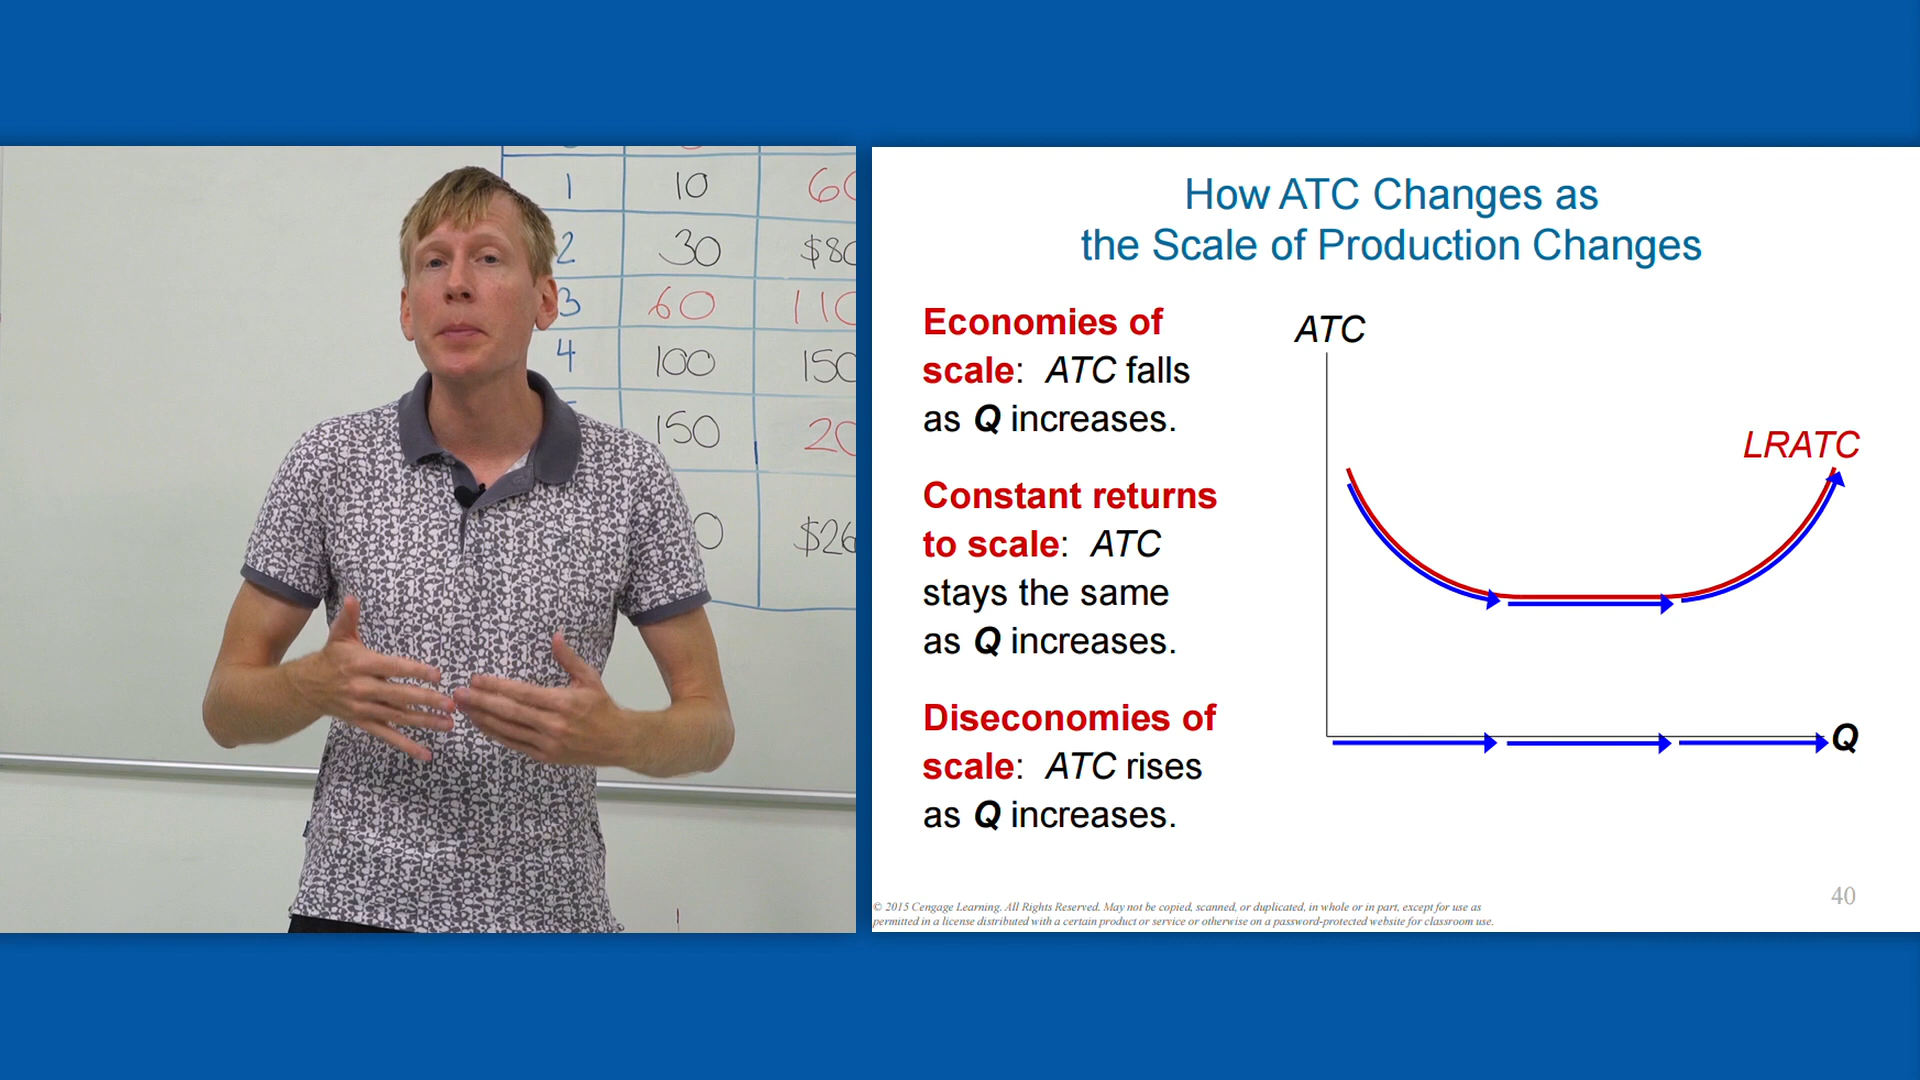 1 10 60
2 30 $80
3 60 110
4 100 150
150 20
$26
How ATC Changes as
the Scale of Production Changes
Economies of
scale: ATC falls
as Q increases.
Constant returns
to scale: ATC
stays the same
as Q increases.
Diseconomies of
scale: ATC rises
as Q increases.
ATC
LRATC
Q
40
© 2015 Cengage Learning. All Rights Reserved. May not be copied, scanned, or duplicated, in whole or in part, except for use as
permitted in a license distributed with a certain product or service or otherwise on a password-protected website for classroom use.